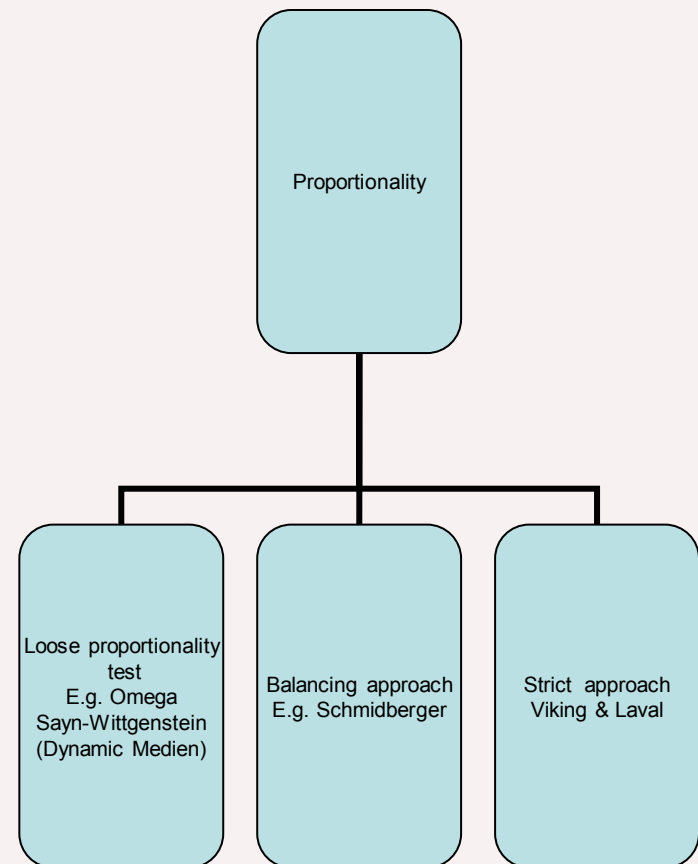 Proportionality
Loose proportionality
test
E.g. Omega
Sayn-Wittgenstein
(Dynamic Medien)
Balancing approach
E.g. Schmidberger
Strict approach
Viking & Laval